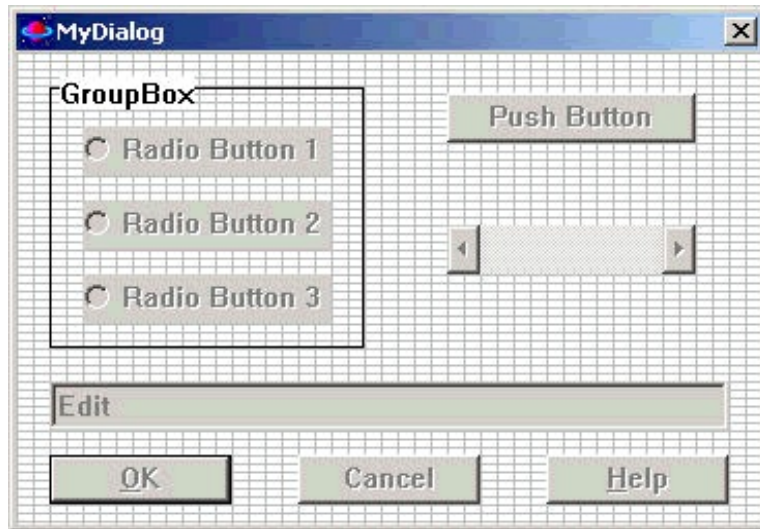 MyDialog
GroupBox
Radio Button 1
Radio Button 2
Radio Button 3
Push Button
Edit
OK
Cancel
Help